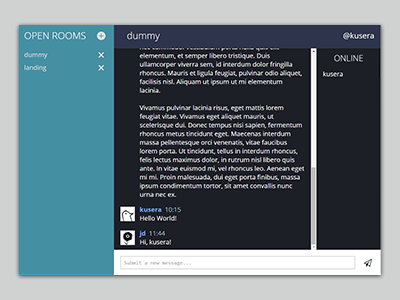 OPEN ROOMS
dummy
landing
dummy
@kusera
elementum, et semper libero tristique. Duis
ullamcorper viverra sem, id interdum orci fringilla
rhoncus. Mauris et ligula feugiat, pulvinar odio aliquet,
facilisis nisl. Aliquam ut ipsum ut mi elementum
lacinia.
Vivamus pulvinar lacinia risus, eget mattis lorem
feugiat vitae. Vivamus eget aliquet mauris, ut
scelerisque dui. Donec tempus nisi sapien, fermentum
rhoncus metus tincidunt eget. Maecenas interdum
massa pellentesque orci venenatis, vitae faucibus
lorem porta. Ut tincidunt, tellus in interdum rhoncus,
felis lectus maximus dolor, in rutrum nisl libero quis
ante. In vitae euismod mi, vel rhoncus leo. Aenean eget
mi mi. Proin malesuada, dui eget porta finibus, massa
ipsum condimentum tortor, sit amet convallis nunc
urna nec ex.
kusera 10:15
Hello World!
jd 11:44
Hi, kusera!
ONLINE
kusera
Submit a new message...